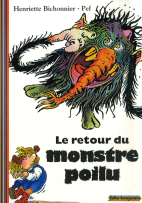 Henriette Bichonnier - Pef
Le retour du
monstre
poilu
folio benjamin